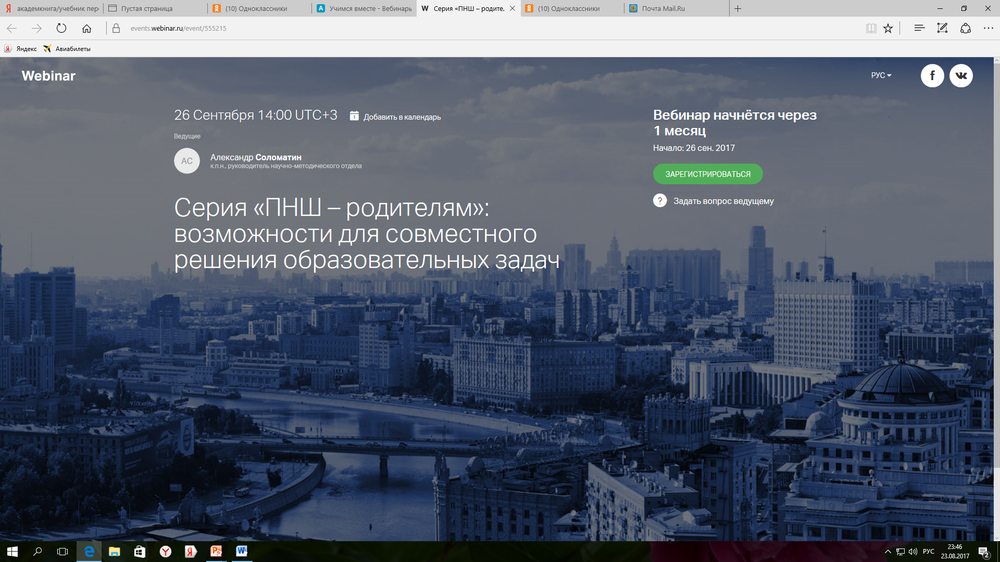 академкнига/учебник пер
Пустая страница
(10) Одноклассники
Учимся вместе - Вебинарь
W Серия «ПНШ – родител
(10) Одноклассники
Почта Mail.Ru
events.webinar.ru/event/555215
Яндекс
Авиабилеты
Webinar
РУС
26 Сентября 14:00 UTC+3
Добавить в календарь
Ведущие
АС
Александр Соломатин
к.п.н., руководитель научно-методического отдела
Серия «ПНШ – родителям»:
возможности для совместного
решения образовательных задач
Вебинар начнётся через
1 месяц
Начало: 26 сен. 2017
ЗАРЕГИСТРИРОВАТЬСЯ
? Задать вопрос ведущему
РУС
23:46
23.08.2017
2